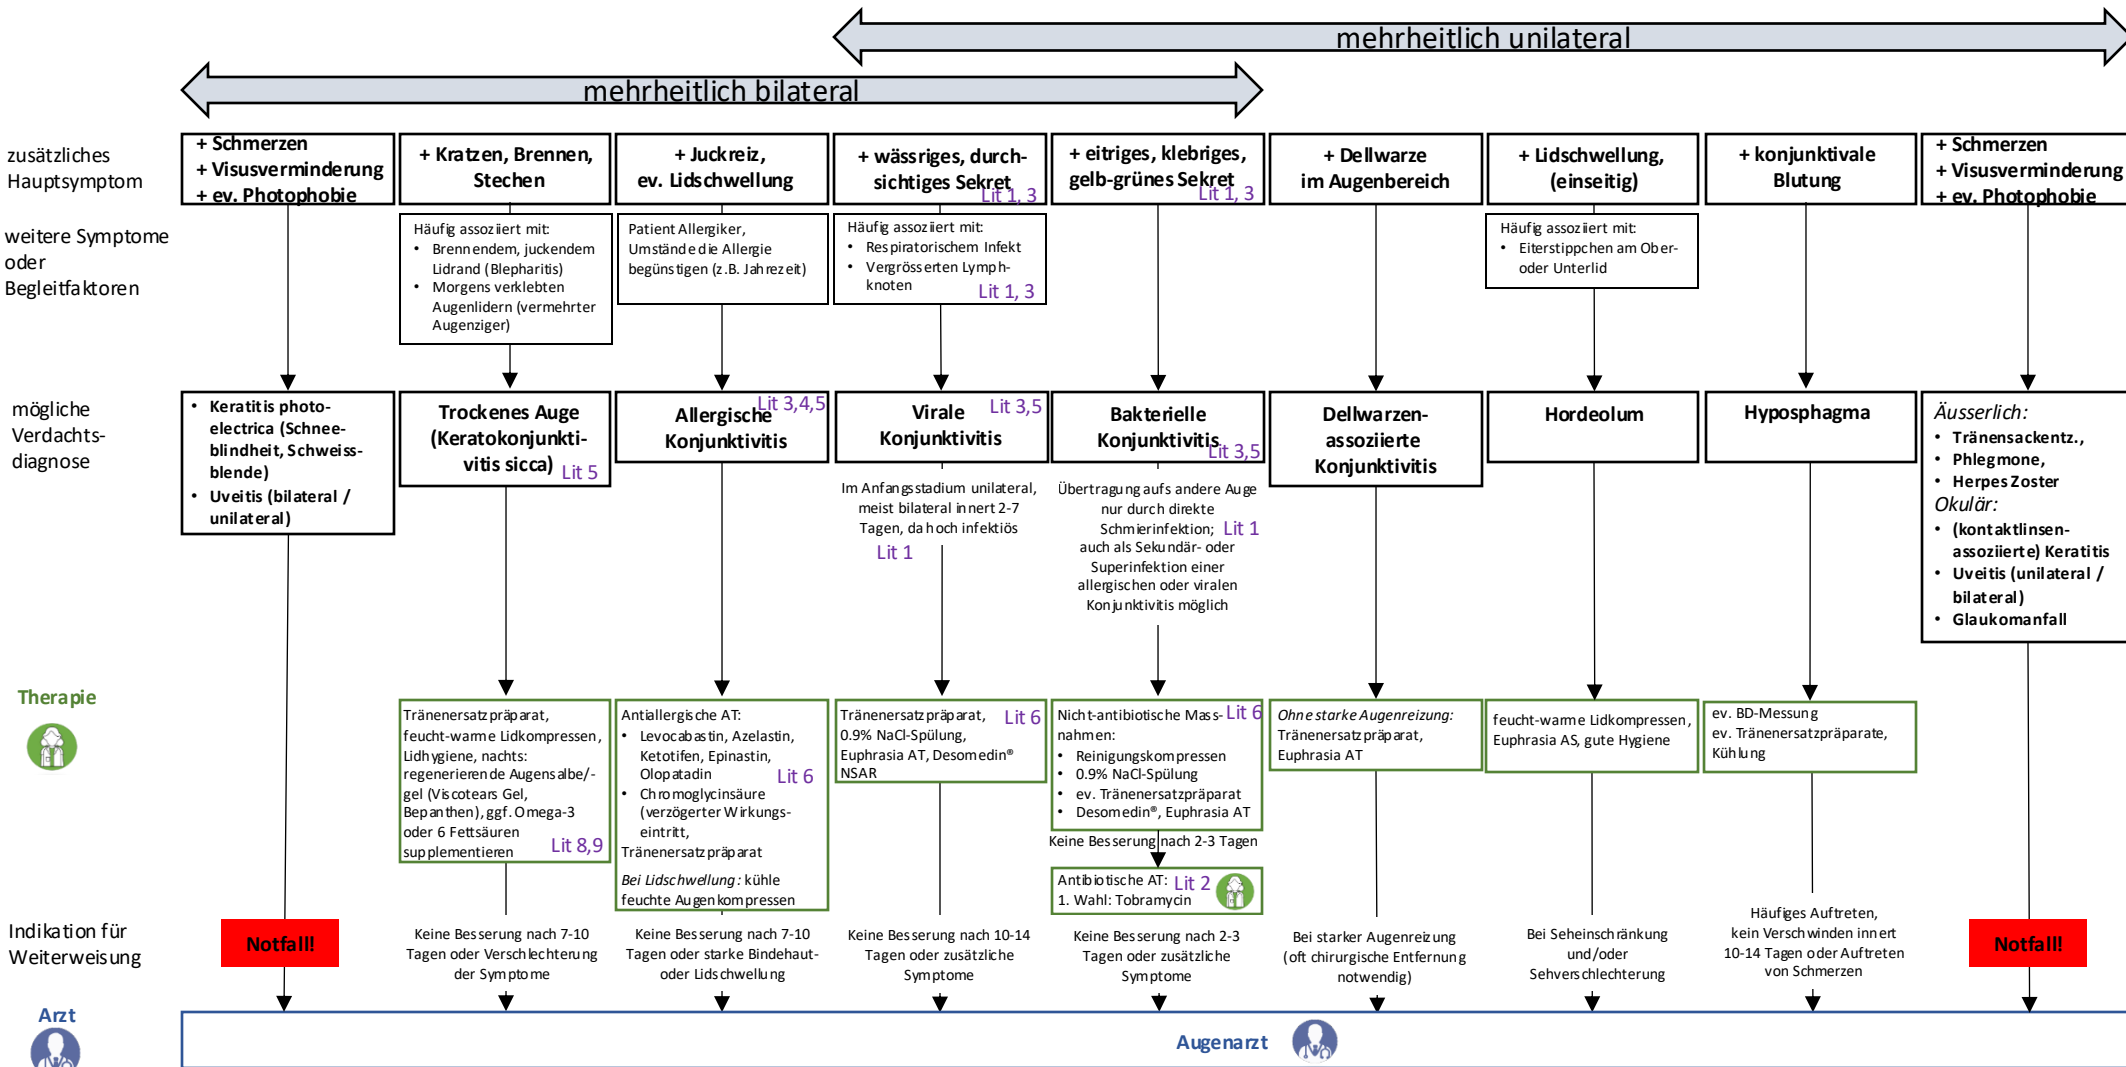 mehrheitlich unilateral
mehrheitlich bilateral
zusätzliches
Hauptsymptom
+ Schmerzen
+ Visusverminderung
+ ev. Photophobie
+ Kratzen, Brennen,
Stechen
+ Juckreiz,
ev. Lidschwellung
+ wässriges, durch-
sichtiges Sekret
Lit 1, 3
+ eitriges, klebriges,
gelb-grünes Sekret
Lit 1, 3
+ Dellwarze
im Augenbereich
+ Lidschwellung,
(einseitig)
+ konjunktivale
Blutung
+ Schmerzen
+ Visusverminderung
+ ev. Photophobie
weitere Symptome
oder
Begleitfaktoren
Häufig assoziiert mit:
• Brennendem, juckendem
Lidrand (Blepharitis)
• Morgens verklebten
Augenlidern (vermehrter
Augenziger)
Patient Allergiker,
Umstände die Allergie
begünstigen (z.B. Jahrezeit)
Häufig assoziiert mit:
• Respiratorischem Infekt
• Vergrösserten Lymph-
knoten
Lit 1, 3
Häufig assoziiert mit:
• Eiterstippchen am Ober-
oder Unterlid
mögliche
Verdachts-
diagnose
• Keratitis photo-
electrica (Schnee-
blindheit, Schweiss-
blende)
• Uveitis (bilateral /
unilateral)
Trockenes Auge
(Keratokonjunkti-
vitis sicca)
Lit 5
Allergische
Konjunktivitis
Lit 3,4,5
Virale
Konjunktivitis
Lit 3,5
Bakterielle
Konjunktivitis
Lit 3,5
Dellwarzen-
assoziierte
Konjunktivitis
Hordeolum
Hyposphagma
Äusserlich:
• Tränensackentz.,
• Phlegmone,
• Herpes Zoster
Okulär:
• (kontaktlinsen-
assoziierte) Keratitis
• Uveitis (unilateral /
bilateral)
• Glaukomanfall
Im Anfangsstadium unilateral,
meist bilateral innert 2-7
Tagen, da hoch infektiös
Lit 1
Übertragung aufs andere Auge
nur durch direkte
Schmierinfektion; Lit 1
auch als Sekundär- oder
Superinfektion einer
allergischen oder viralen
Konjunktivitis möglich
Therapie
Tränenersatzpräparat,
feucht-warme Lidkompressen,
Lidhygiene, nachts:
regenerierende Augensalbe/-
gel (Viscotears Gel,
Bepanthen), ggf. Omega-3
oder 6 Fettsäuren
supplementieren
Lit 8,9
Antiallergische AT:
• Levocabastin, Azelastin,
Ketotifen, Epinastin,
Olopatadin
Lit 6
• Chromoglycinsäure
(verzögerter Wirkungs-
eintritt,
Tränenersatzpräparat
Bei Lidschwellung: kühle
feuchte Augenkompressen
Tränenersatzpräparat,
Lit 6
0.9% NaCl-Spülung,
Euphrasia AT, Desomedin®
NSAR
Nicht-antibiotische Mass-
Lit 6
nahmen:
• Reinigungskompressen
• 0.9% NaCl-Spülung
• ev. Tränenersatzpräparat
• Desomedin®, Euphrasia AT
Keine Besserung nach 2-3 Tagen
Antibiotische AT: Lit 2
1. Wahl: Tobramycin
Ohne starke Augenreizung:
Tränenersatzpräparat,
Euphrasia AT
feucht-warme Lidkompressen,
Euphrasia AS, gute Hygiene
ev. BD-Messung
ev. Tränenersatzpräparate,
Kühlung
Indikation für
Weiterweisung
Notfall!
Keine Besserung nach 7-10
Tagen oder Verschlechterung
der Symptome
Keine Besserung nach 7-10
Tagen oder starke Bindehaut-
oder Lidschwellung
Keine Besserung nach 10-14
Tagen oder zusätzliche
Symptome
Keine Besserung nach 2-3
Tagen oder zusätzliche
Symptome
Bei starker Augenreizung
(oft chirurgische Entfernung
notwendig)
Bei Seheinschränkung
und/oder
Sehverschlechterung
Häufiges Auftreten,
kein Verschwinden innert
10-14 Tagen oder Auftreten
von Schmerzen
Notfall!
Arzt
Augenarzt